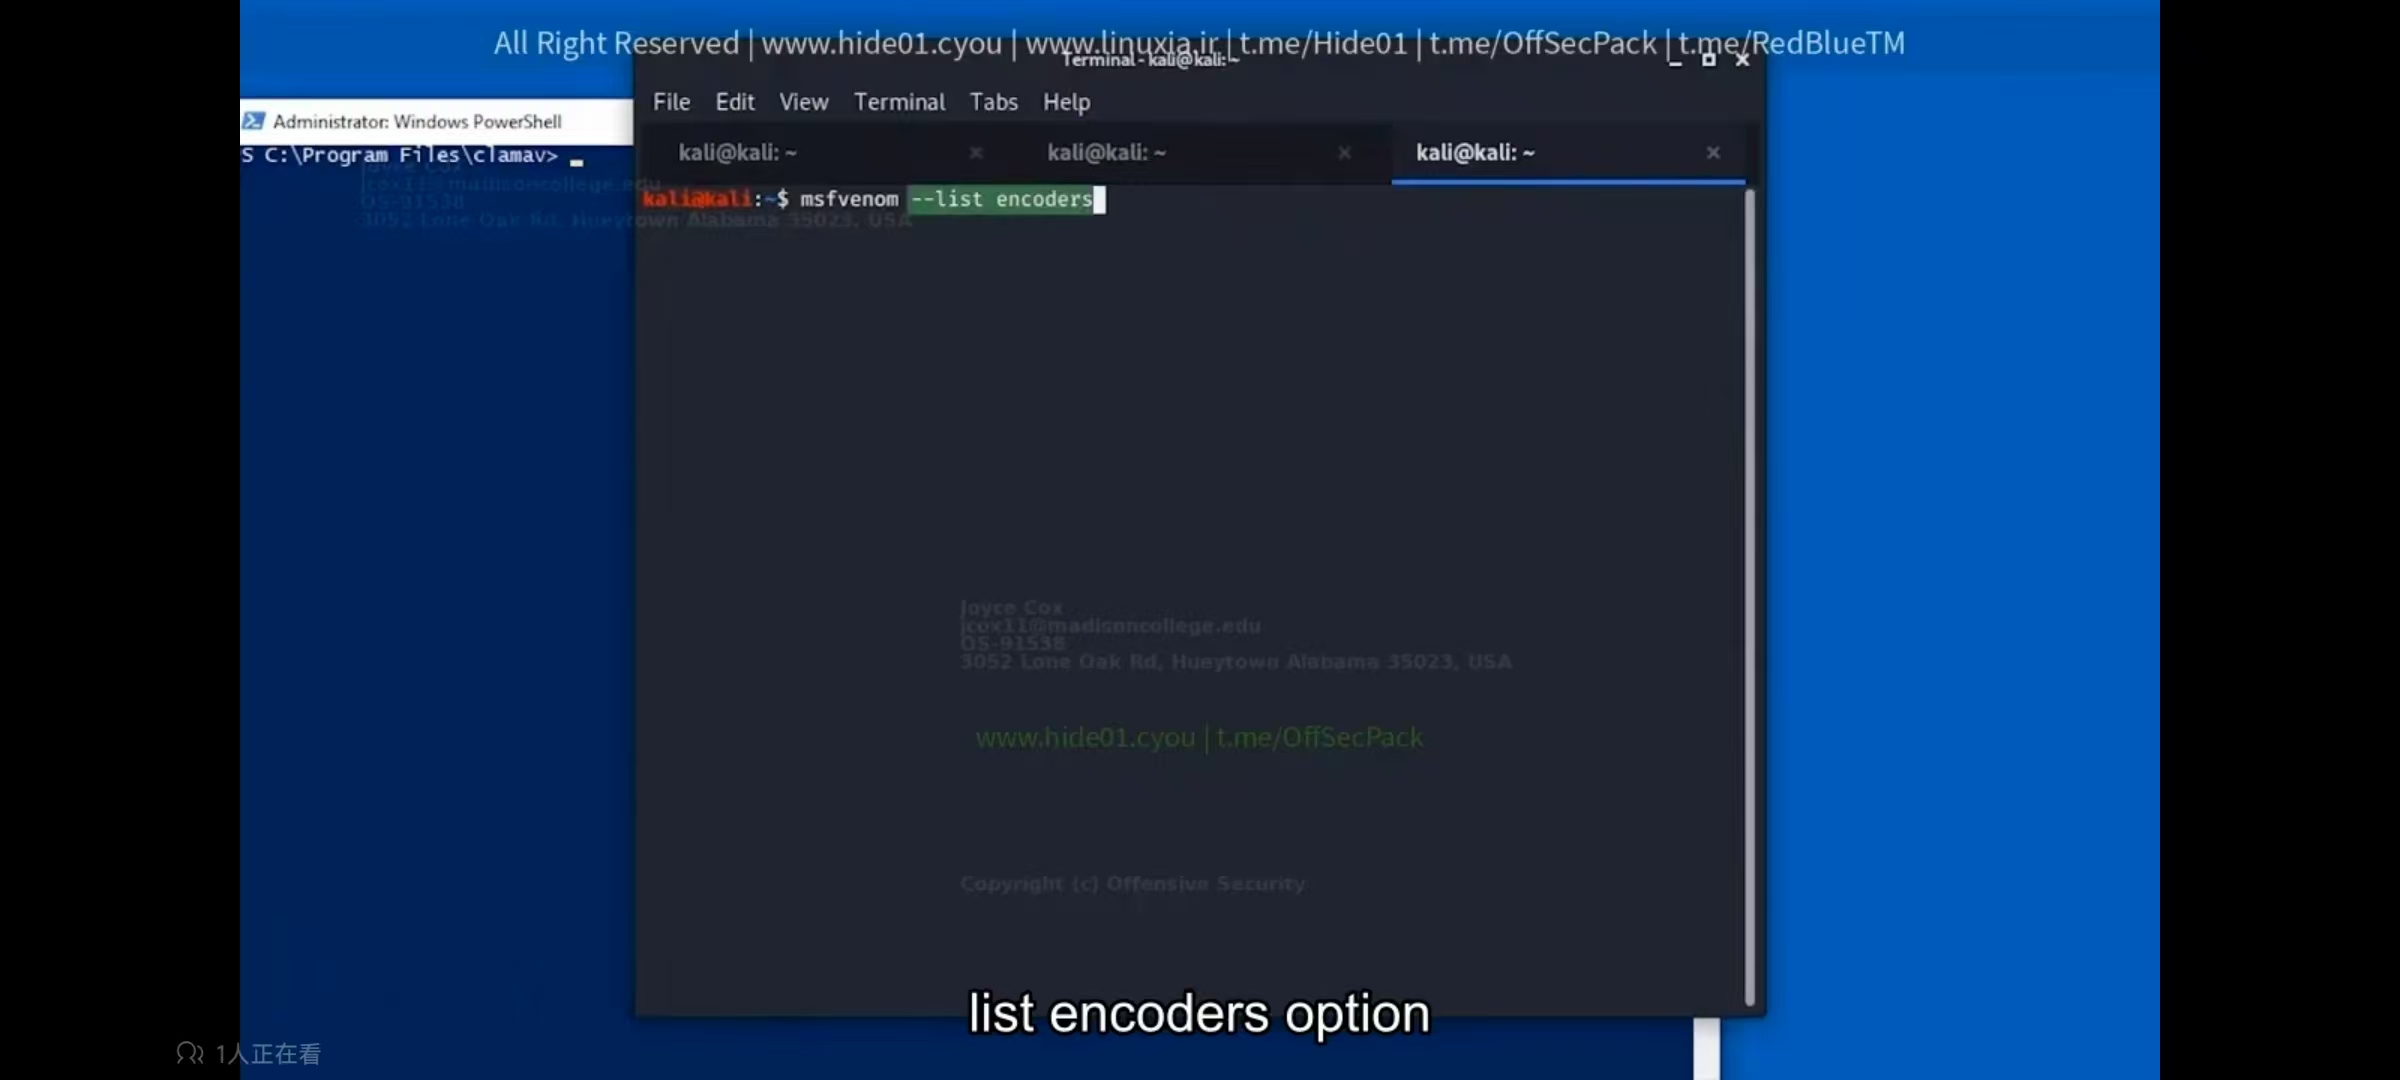 All Right Reserved | www.hide01.cyou | www.linuxia.ir | t.me/Hide01 | t.me/OffSecPack | t.me/RedBlueTM
Terminal - kali@kali: ~
File Edit View Terminal Tabs Help
Administrator: Windows PowerShell
kali@kali: ~ kali@kali: ~ kali@kali: ~
S C:\Program Files\clamav>
Joyce Cox
jcox11@madisoncollege.edu
OS-91538
3052 Lone Oak Rd, Hueytown Alabama 35023, USA
kali@kali:~$ msfvenom --list encoders
Joyce Cox
jcox11@madisoncollege.edu
OS-91538
3052 Lone Oak Rd, Hueytown Alabama 35023, USA
www.hide01.cyou | t.me/OffSecPack
Copyright (c) Offensive Security
list encoders option
1人正在看